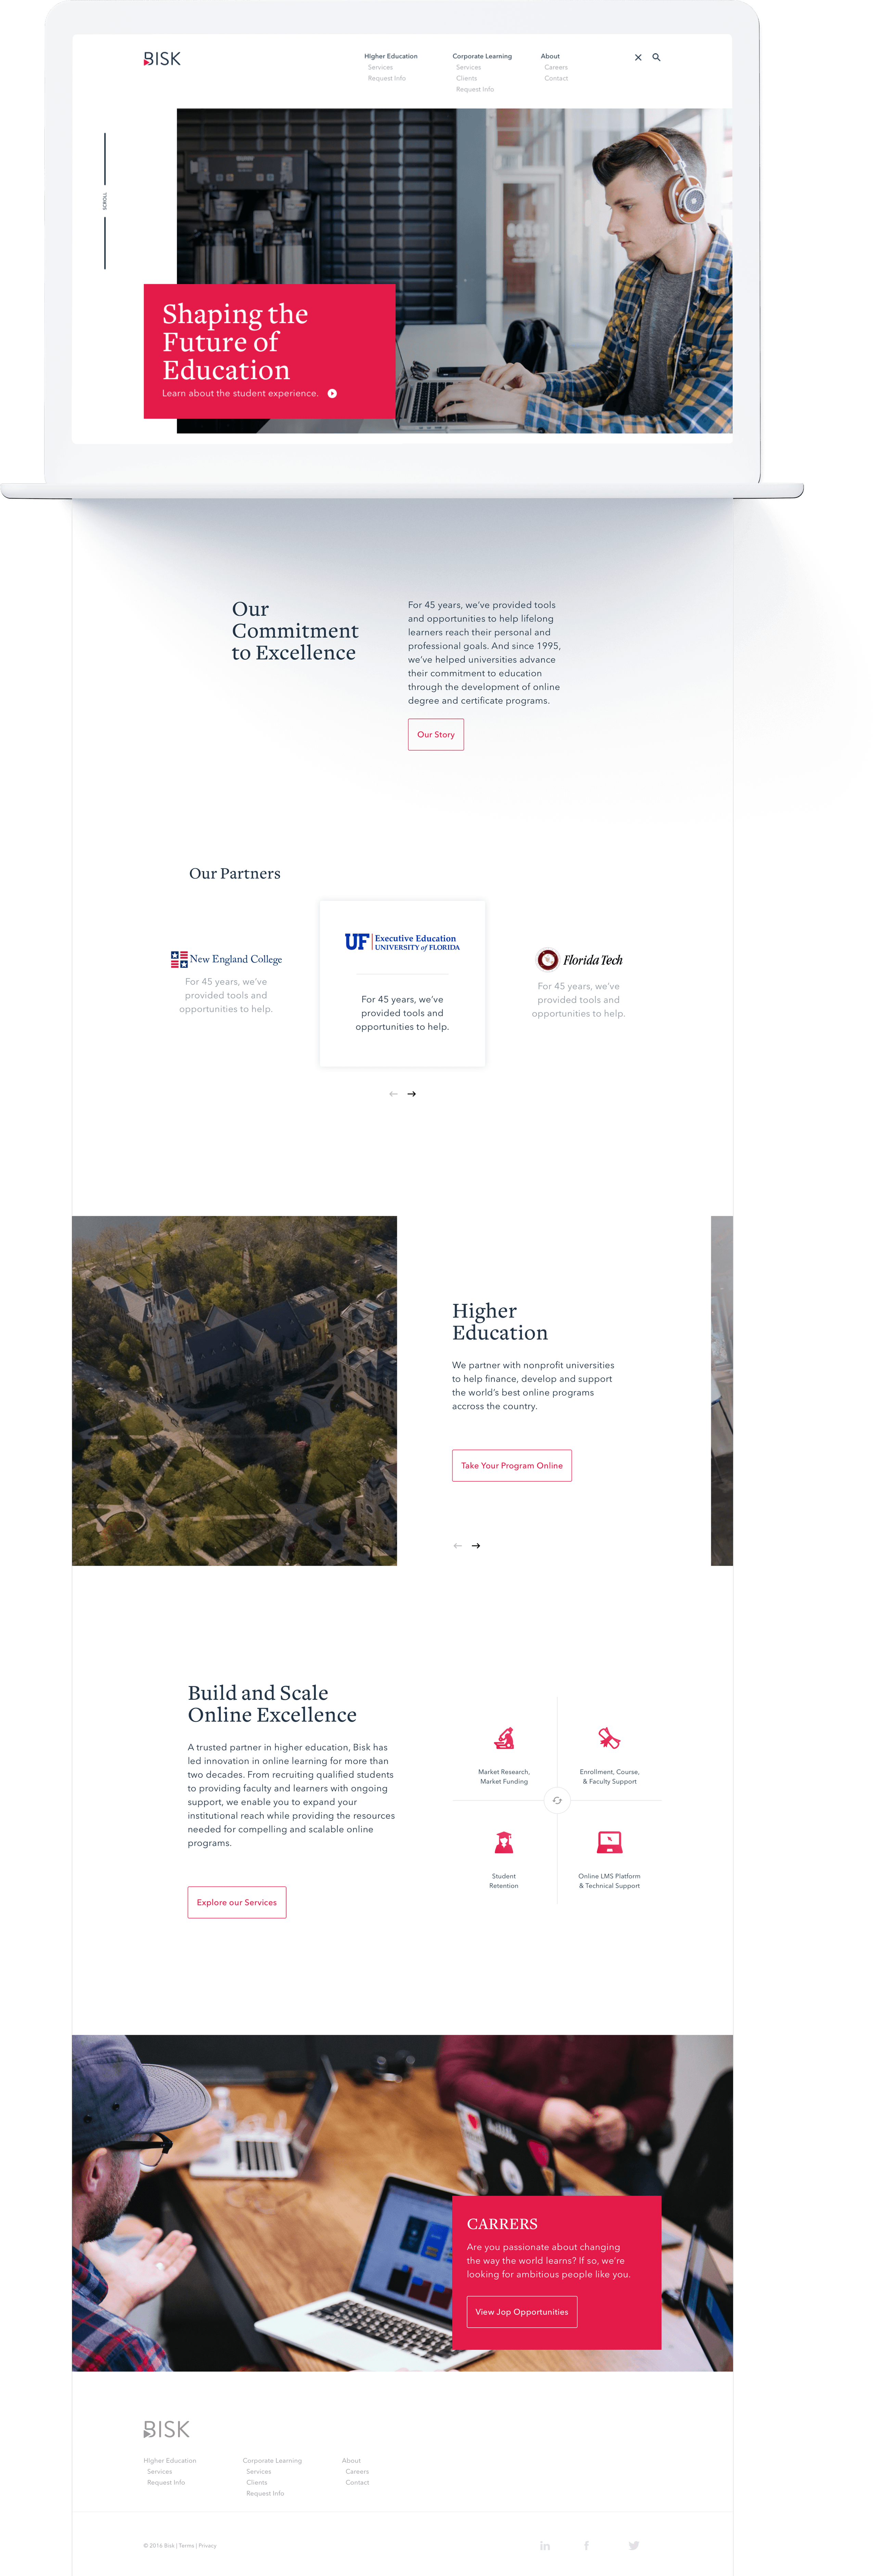 BISK
Higher Education
Services
Request Info
Corporate Learning
Services
Clients
Request Info
About
Careers
Contact
SCROLL
Shaping the
Future of
Education
Learn about the student experience.
Our
Commitment
to Excellence
For 45 years, we've provided tools
and opportunities to help lifelong
learners reach their personal and
professional goals. And since 1995,
we've helped universities advance
their commitment to education
through the development of online
degree and certificate programs.
Our Story
Our Partners
New England College
For 45 years, we've
provided tools and
opportunities to help.
UF Executive Education
UNIVERSITY of FLORIDA
For 45 years, we've
provided tools and
opportunities to help.
Florida Tech
For 45 years, we've
provided tools and
opportunities to help.
Higher
Education
We partner with nonprofit universities
to help finance, develop and support
the world's best online programs
accross the country.
Take Your Program Online
Build and Scale
Online Excellence
A trusted partner in higher education, Bisk has
led innovation in online learning for more than
two decades. From recruiting qualified students
to providing faculty and learners with ongoing
support, we enable you to expand your
institutional reach while providing the resources
needed for compelling and scalable online
programs.
Explore our Services
Market Research,
Market Funding
Enrollment, Course,
& Faculty Support
Student
Retention
Online LMS Platform
& Technical Support
CARRERS
Are you passionate about changing
the way the world learns? If so, we're
looking for ambitious people like you.
View Jop Opportunities
BISK
Higher Education
Services
Request Info
Corporate Learning
Services
Clients
Request Info
About
Careers
Contact
© 2016 Bisk | Terms | Privacy